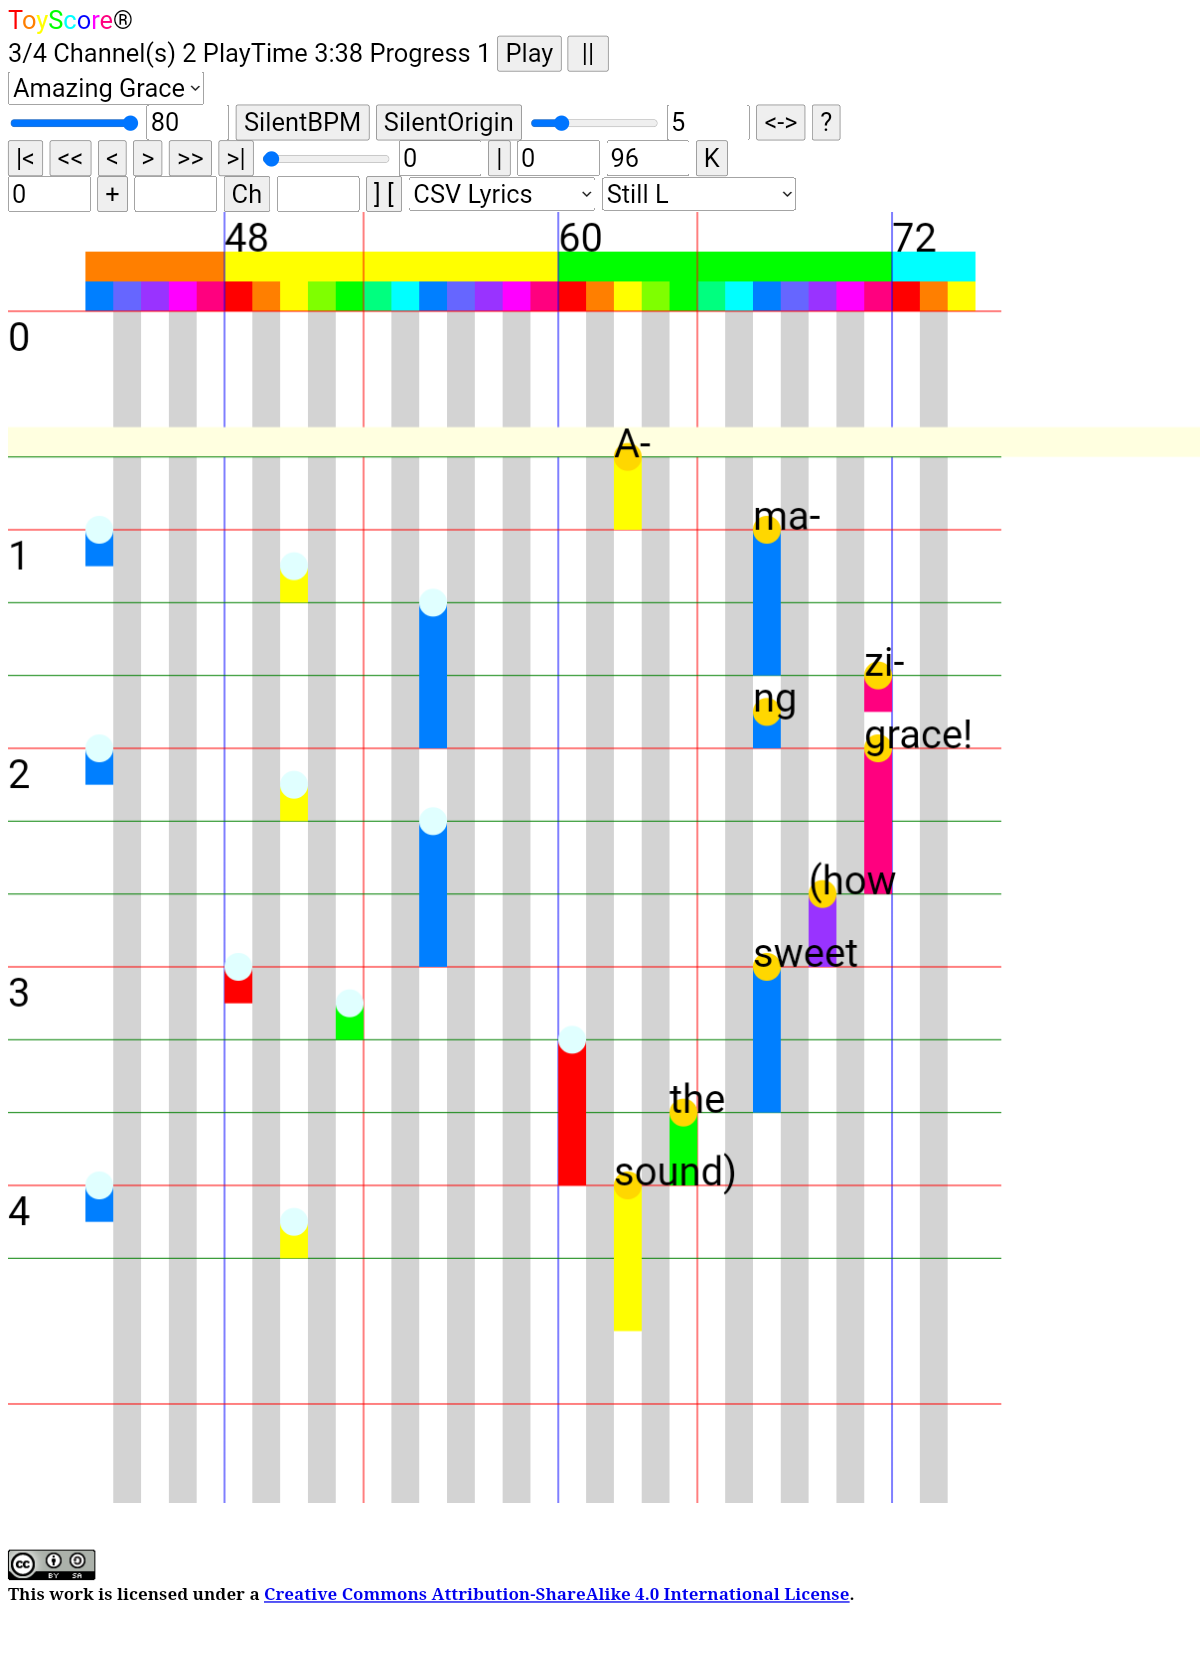 ToyScore®
3/4 Channel(s) 2 PlayTime 3:38 Progress 1 Play ||
Amazing Grace
80 SilentBPM SilentOrigin 5 <-> ?
|< << < > >> >| 0 | 0 96 K
0 + Ch ] [ CSV Lyrics Still L
48 60 72
0
A-
ma-
1
zi-
ng
grace!
2
(how
sweet
3
the
sound)
4
cc BY SA
This work is licensed under a Creative Commons Attribution-ShareAlike 4.0 International License.